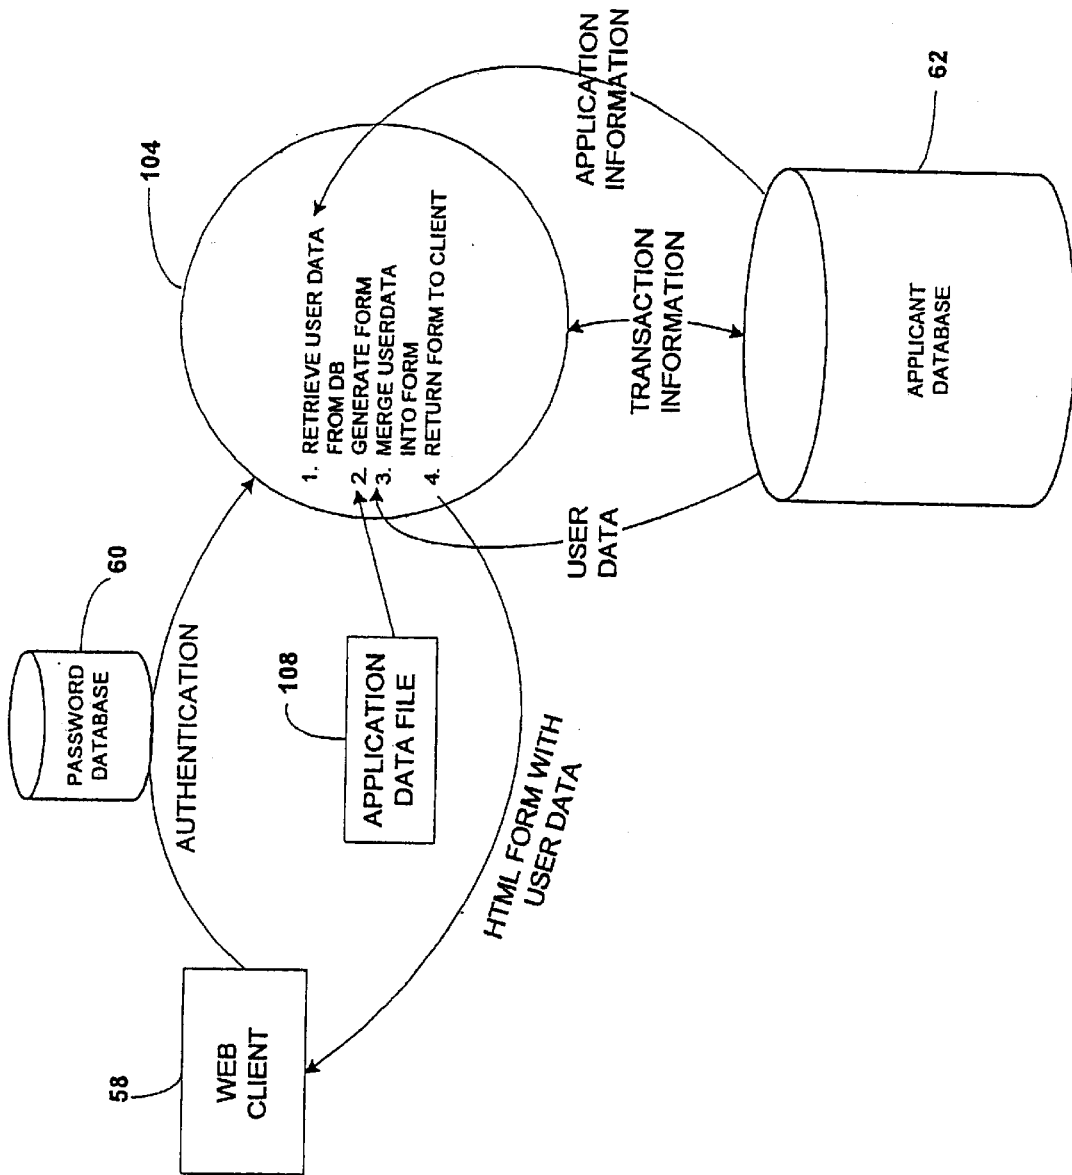 58
WEB
CLIENT
60
PASSWORD
DATABASE
AUTHENTICATION
108
APPLICATION
DATA FILE
HTML FORM WITH
USER DATA
104
1. RETRIEVE USER DATA
FROM DB
2. GENERATE FORM
3. MERGE USERDATA
INTO FORM
4. RETURN FORM TO CLIENT
USER
DATA
TRANSACTION
INFORMATION
APPLICATION
INFORMATION
62
APPLICANT
DATABASE